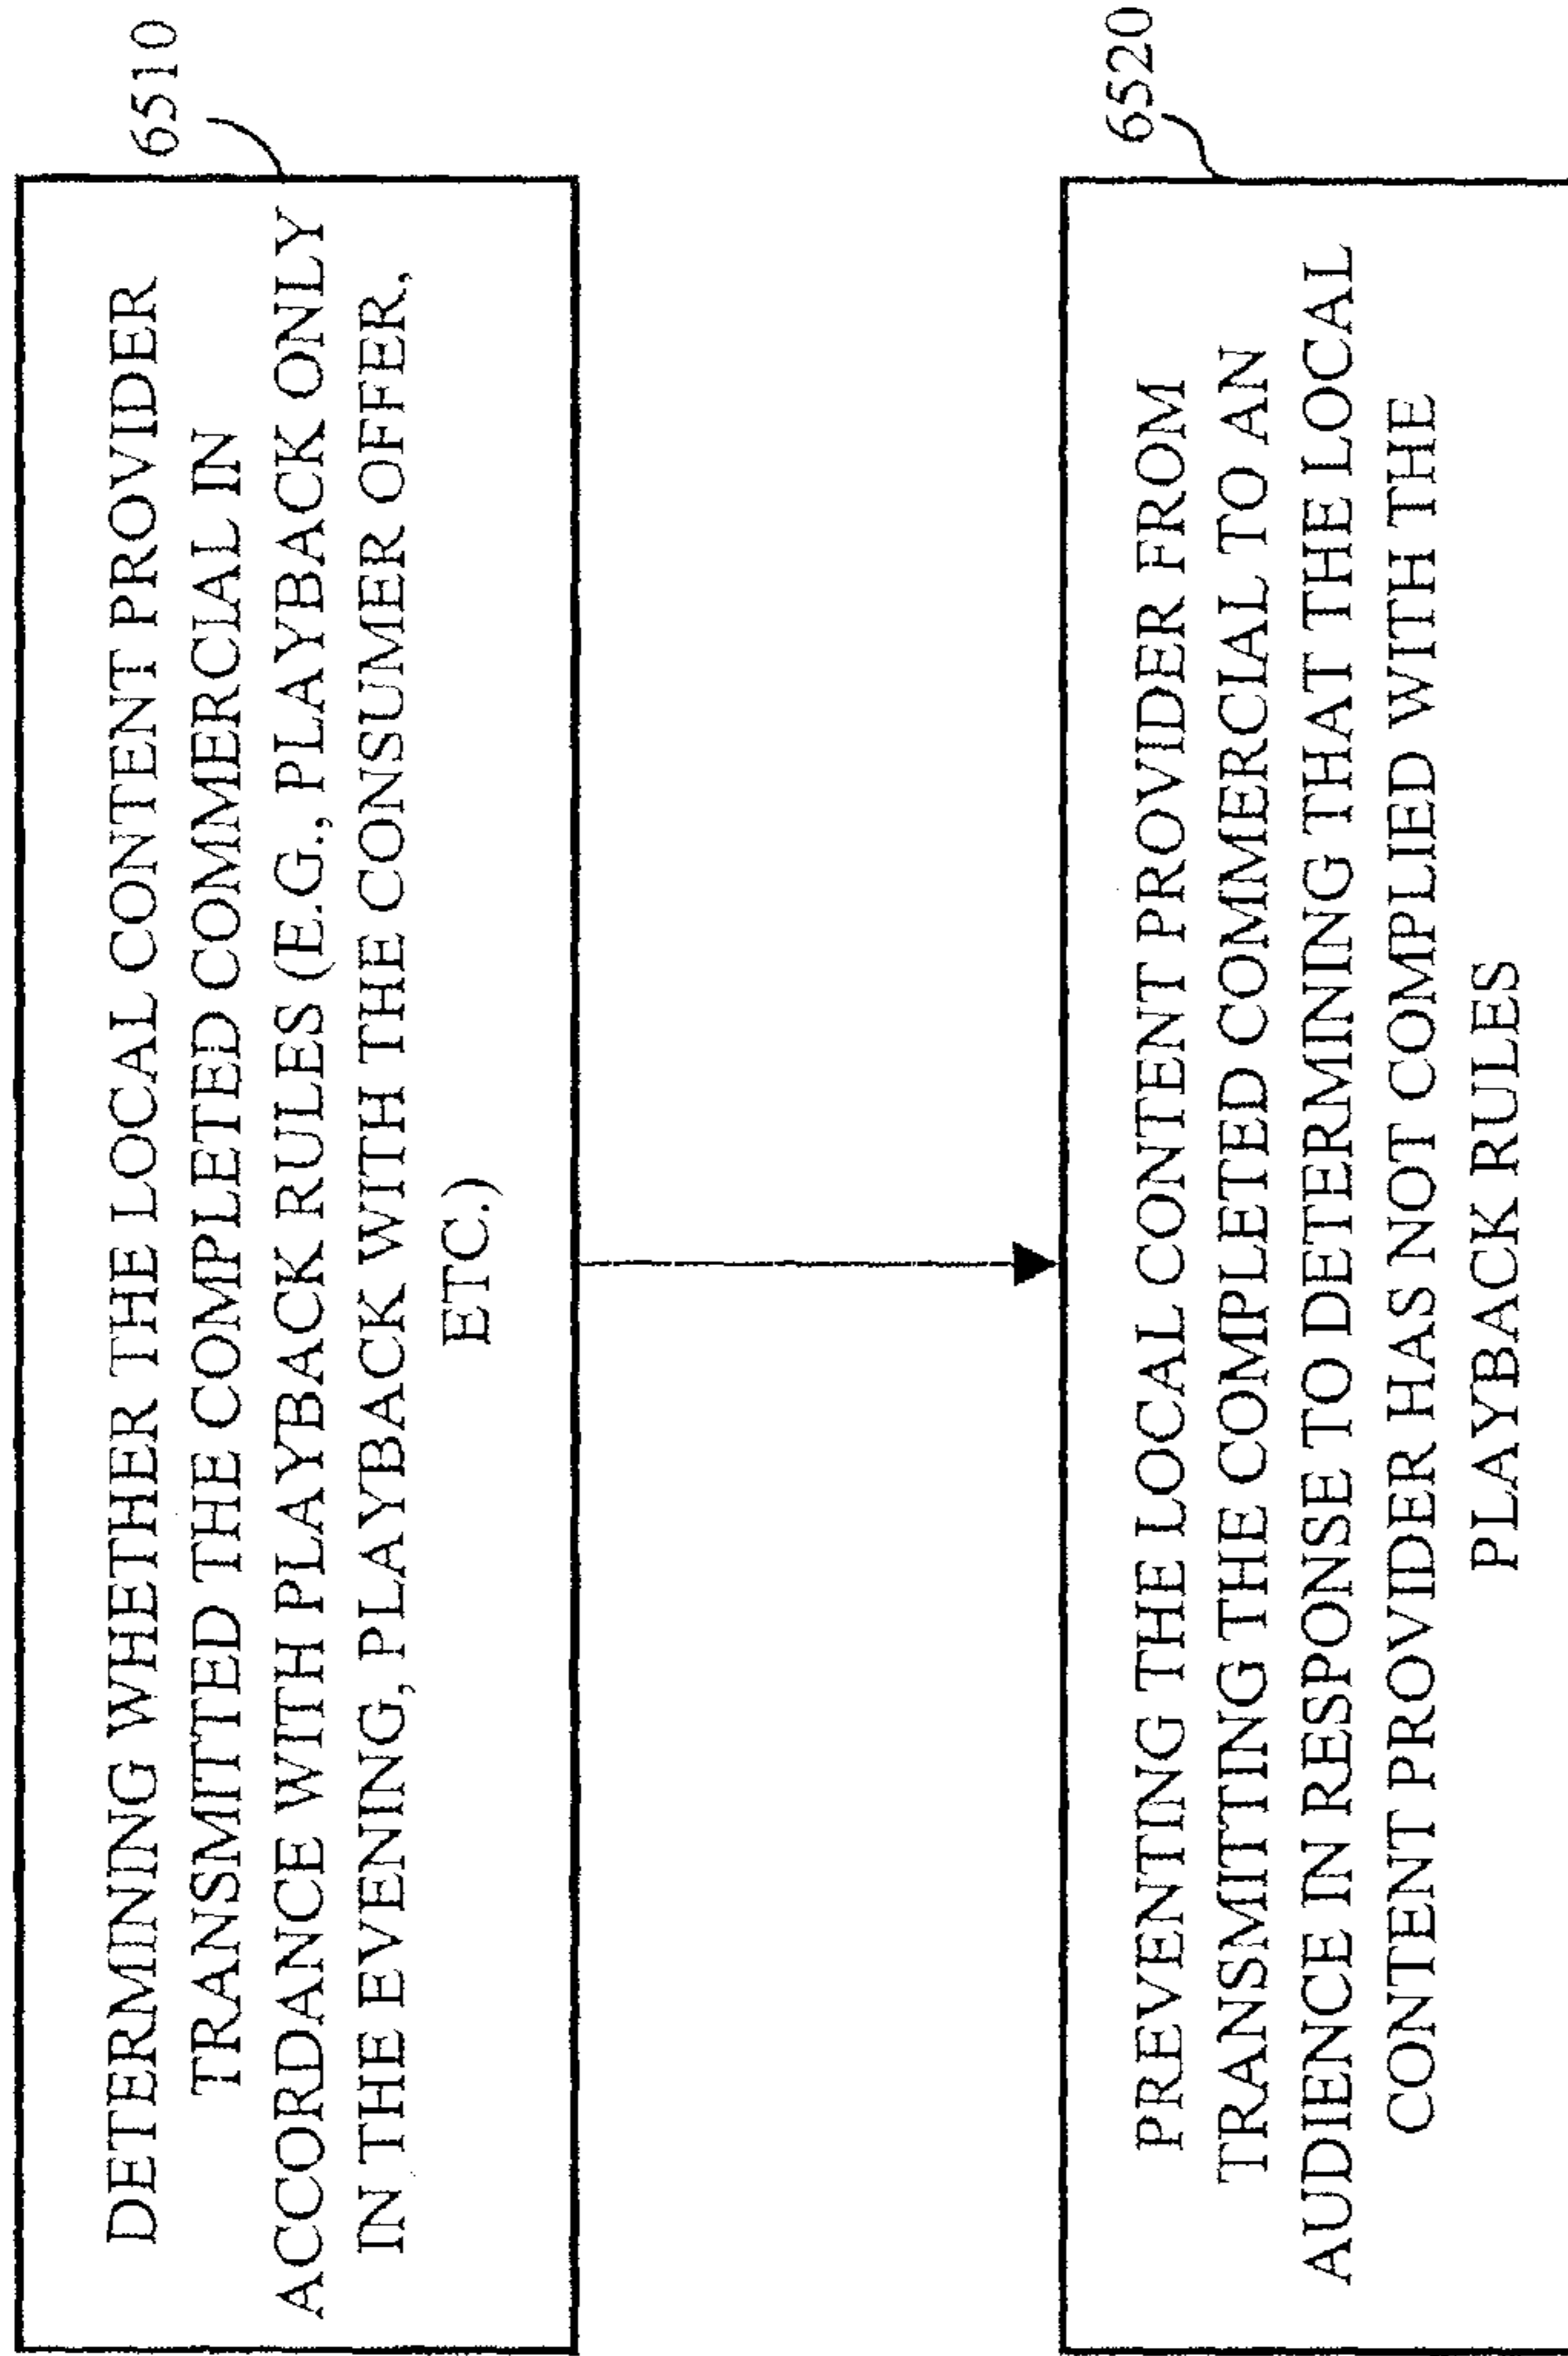 6510
DETERMINING WHETHER THE LOCAL CONTENT PROVIDER
TRANSMITTED THE COMPLETED COMMERCIAL IN
ACCORDANCE WITH PLAYBACK RULES (E.G., PLAYBACK ONLY
IN THE EVENING, PLAYBACK WITH THE CONSUMER OFFER,
ETC.)
6520
PREVENTING THE LOCAL CONTENT PROVIDER FROM
TRANSMITTING THE COMPLETED COMMERCIAL TO AN
AUDIENCE IN RESPONSE TO DETERMINING THAT THE LOCAL
CONTENT PROVIDER HAS NOT COMPLIED WITH THE
PLAYBACK RULES